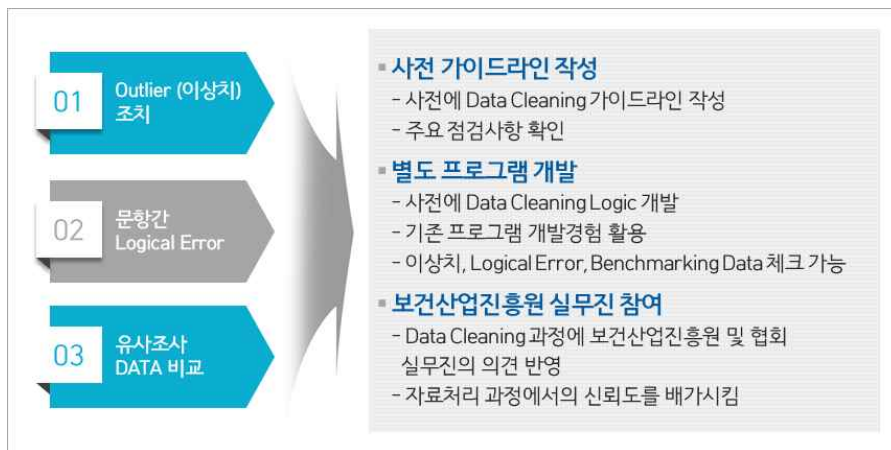 01
Outlier (이상치)
조치
02
문항간
Logical Error
03
유사조사
DATA 비교
▪ 사전 가이드라인 작성
- 사전에 Data Cleaning 가이드라인 작성
- 주요 점검사항 확인
▪ 별도 프로그램 개발
- 사전에 Data Cleaning Logic 개발
- 기존 프로그램 개발경험 활용
- 이상치, Logical Error, Benchmarking Data 체크 가능
▪ 보건산업진흥원 실무진 참여
- Data Cleaning 과정에 보건산업진흥원 및 협회
실무진의 의견 반영
- 자료처리 과정에서의 신뢰도를 배가시킴